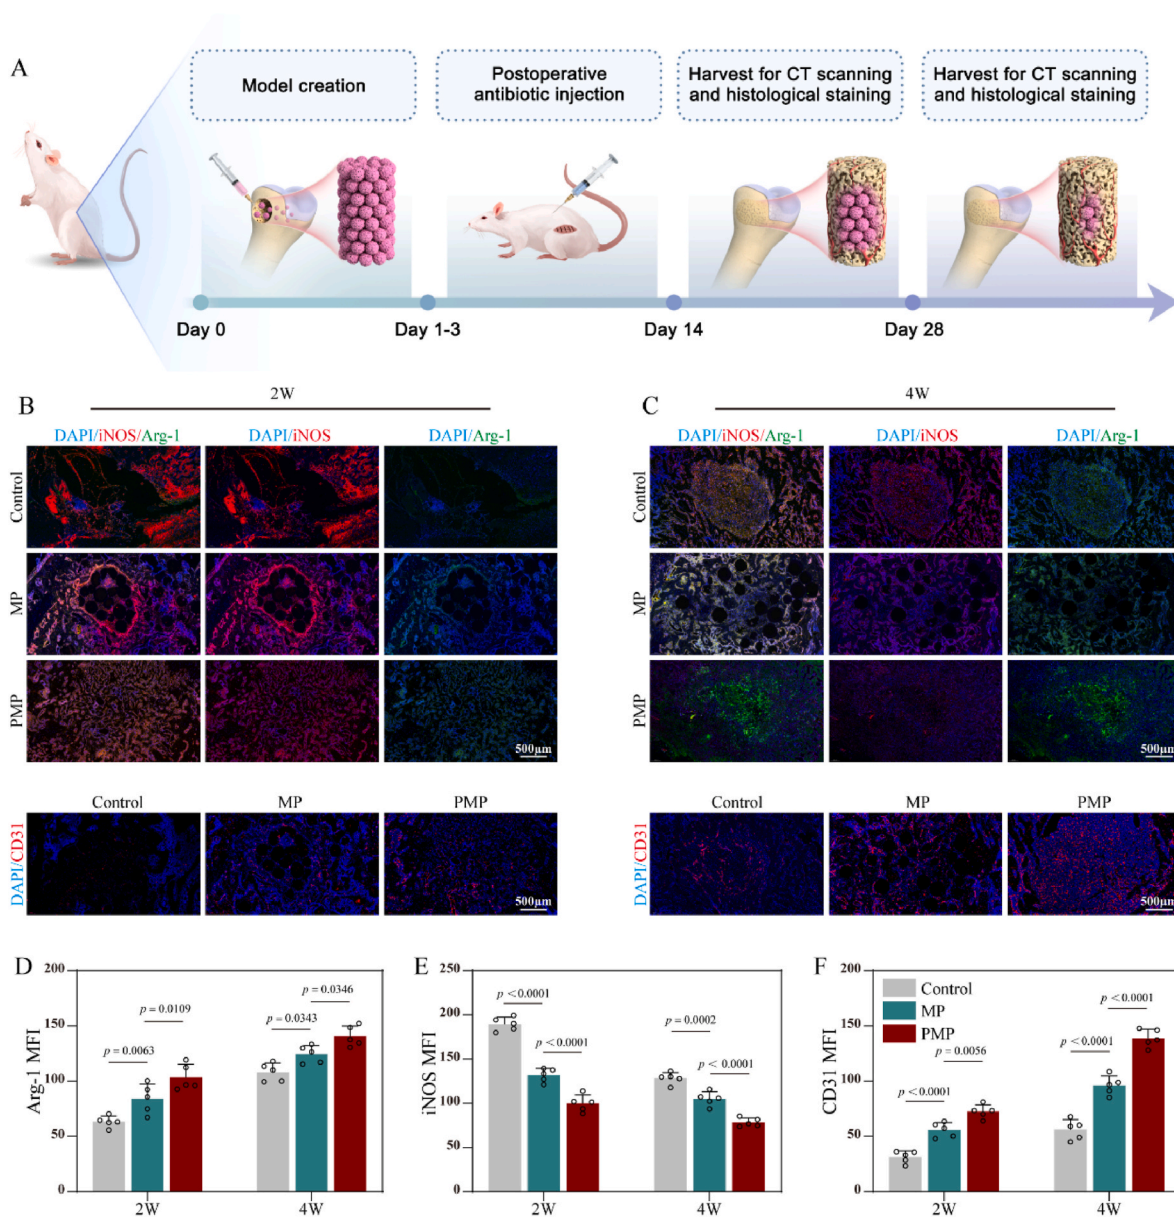 A
Model creation
Postoperative
antibiotic injection
Harvest for CT scanning
and histological staining
Harvest for CT scanning
and histological staining
Day 0
Day 1-3
Day 14
Day 28
B
2W
DAPI/iNOS/Arg-1
DAPI/iNOS
DAPI/Arg-1
Control
MP
PMP
500μm
Control
MP
PMP
DAPI/CD31
500μm
C
4W
DAPI/iNOS/Arg-1
DAPI/iNOS
DAPI/Arg-1
Control
MP
PMP
500μm
Control
MP
PMP
DAPI/CD31
500μm
D
Arg-1 MFI
200
150
100
50
0
p = 0.0063
p = 0.0109
p = 0.0343
p = 0.0346
2W
4W
E
iNOS MFI
250
200
150
100
50
0
p < 0.0001
p < 0.0001
p = 0.0002
p < 0.0001
2W
4W
F
CD31 MFI
200
150
100
50
0
Control
MP
PMP
p < 0.0001
p = 0.0056
p < 0.0001
p < 0.0001
2W
4W